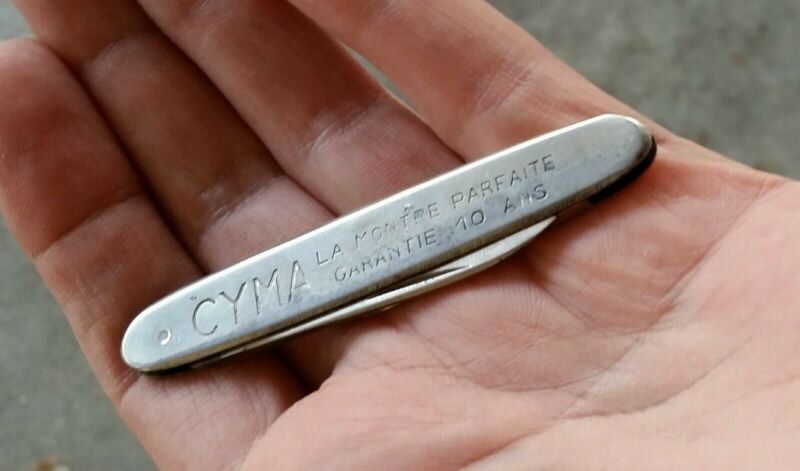 CYMA
LA MONTRE PARFAITE
GARANTIE 10 ANS